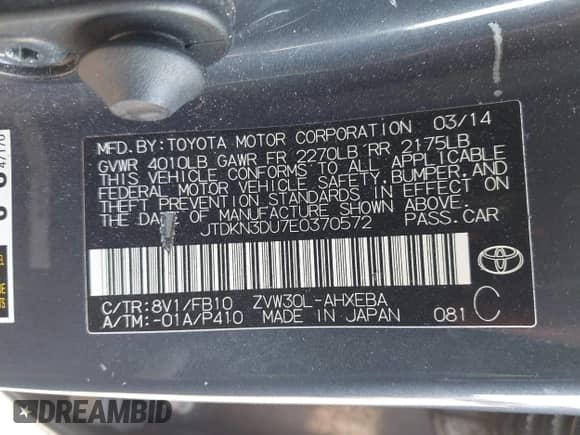 MFD. BY: TOYOTA MOTOR CORPORATION 03/14
GVWR 4010LB GAWR FR 2270LB RR 2175LB
THIS VEHICLE CONFORMS TO ALL APPLICABLE
FEDERAL MOTOR VEHICLE SAFETY, BUMPER, AND
THEFT PREVENTION STANDARDS IN EFFECT ON
THE DATE OF MANUFACTURE SHOWN ABOVE.
JTDKN3DU7E0370572 PASS. CAR
C/TR: 8V1/FB10 ZVW30L-AHXEBA
A/TM: -01A/P410 MADE IN JAPAN 081 C
DREAMBID